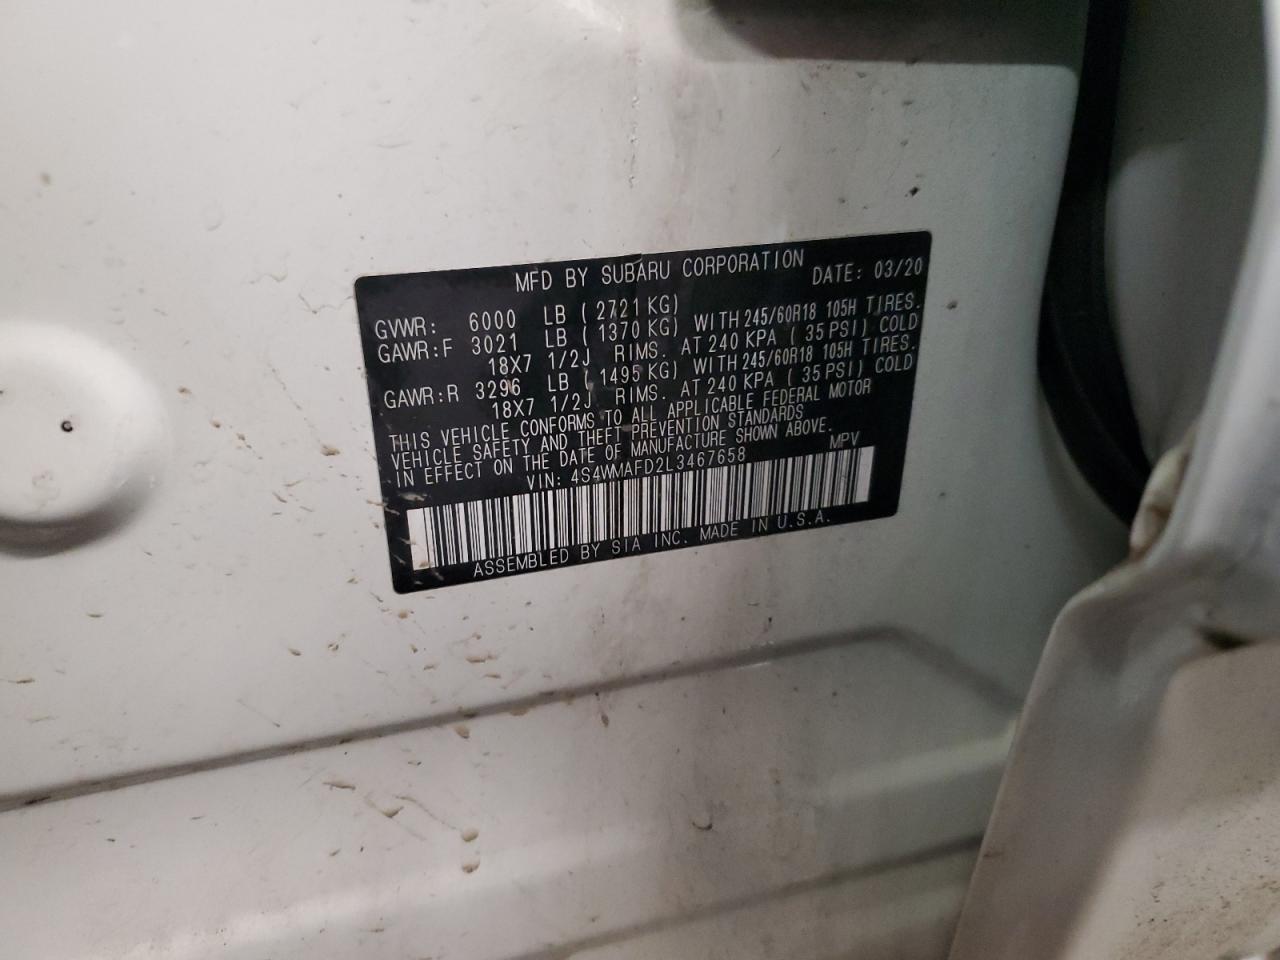 MFD BY SUBARU CORPORATION DATE: 03/20
GVWR: 6000 LB ( 2721 KG)
GAWR:F 3021 LB ( 1370 KG) WITH 245/60R18 105H TIRES.
18X7 1/2J RIMS. AT 240 KPA ( 35 PSI) COLD
GAWR:R 3296 LB ( 1495 KG) WITH 245/60R18 105H TIRES.
18X7 1/2J RIMS. AT 240 KPA ( 35 PSI) COLD
THIS VEHICLE CONFORMS TO ALL APPLICABLE FEDERAL MOTOR
VEHICLE SAFETY AND THEFT PREVENTION STANDARDS
IN EFFECT ON THE DATE OF MANUFACTURE SHOWN ABOVE.
VIN: 4S4WMAFD2L3467658 MPV
ASSEMBLED BY SIA INC. MADE IN U.S.A.